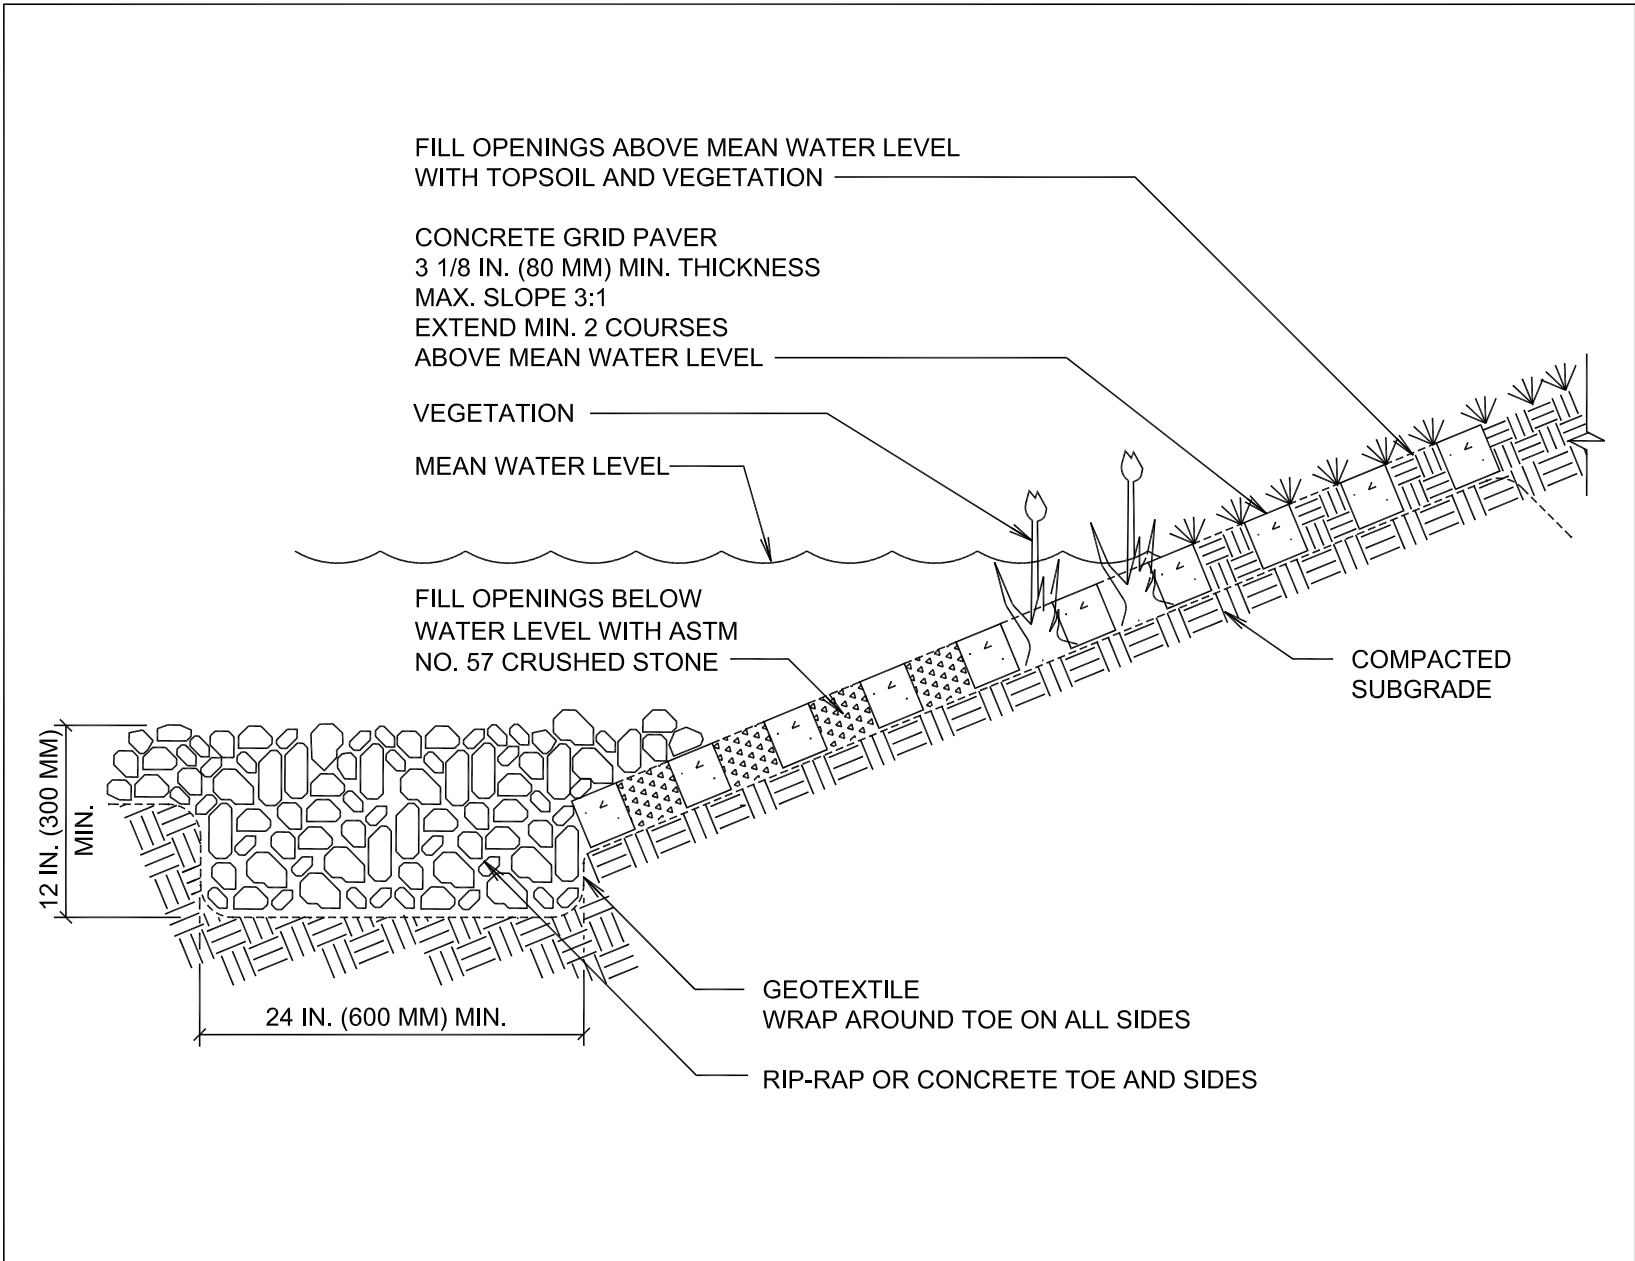 FILL OPENINGS ABOVE MEAN WATER LEVEL
WITH TOPSOIL AND VEGETATION
CONCRETE GRID PAVER
3 1/8 IN. (80 MM) MIN. THICKNESS
MAX. SLOPE 3:1
EXTEND MIN. 2 COURSES
ABOVE MEAN WATER LEVEL
VEGETATION
MEAN WATER LEVEL
FILL OPENINGS BELOW
WATER LEVEL WITH ASTM
NO. 57 CRUSHED STONE
COMPACTED
SUBGRADE
12 IN. (300 MM)
MIN.
24 IN. (600 MM) MIN.
GEOTEXTILE
WRAP AROUND TOE ON ALL SIDES
RIP-RAP OR CONCRETE TOE AND SIDES